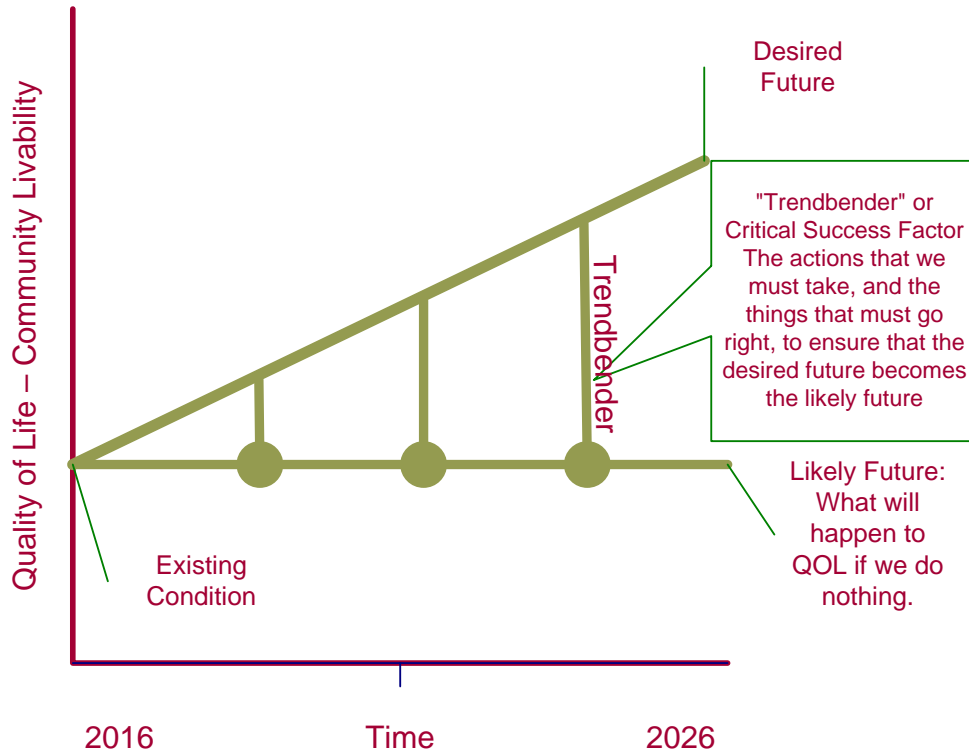 Quality of Life – Community Livability
Desired
Future
"Trendbender" or
Critical Success Factor
The actions that we
must take, and the
things that must go
right, to ensure that the
desired future becomes
the likely future
Trendbender
Likely Future:
What will
happen to
QOL if we do
nothing.
Existing
Condition
2016
Time
2026